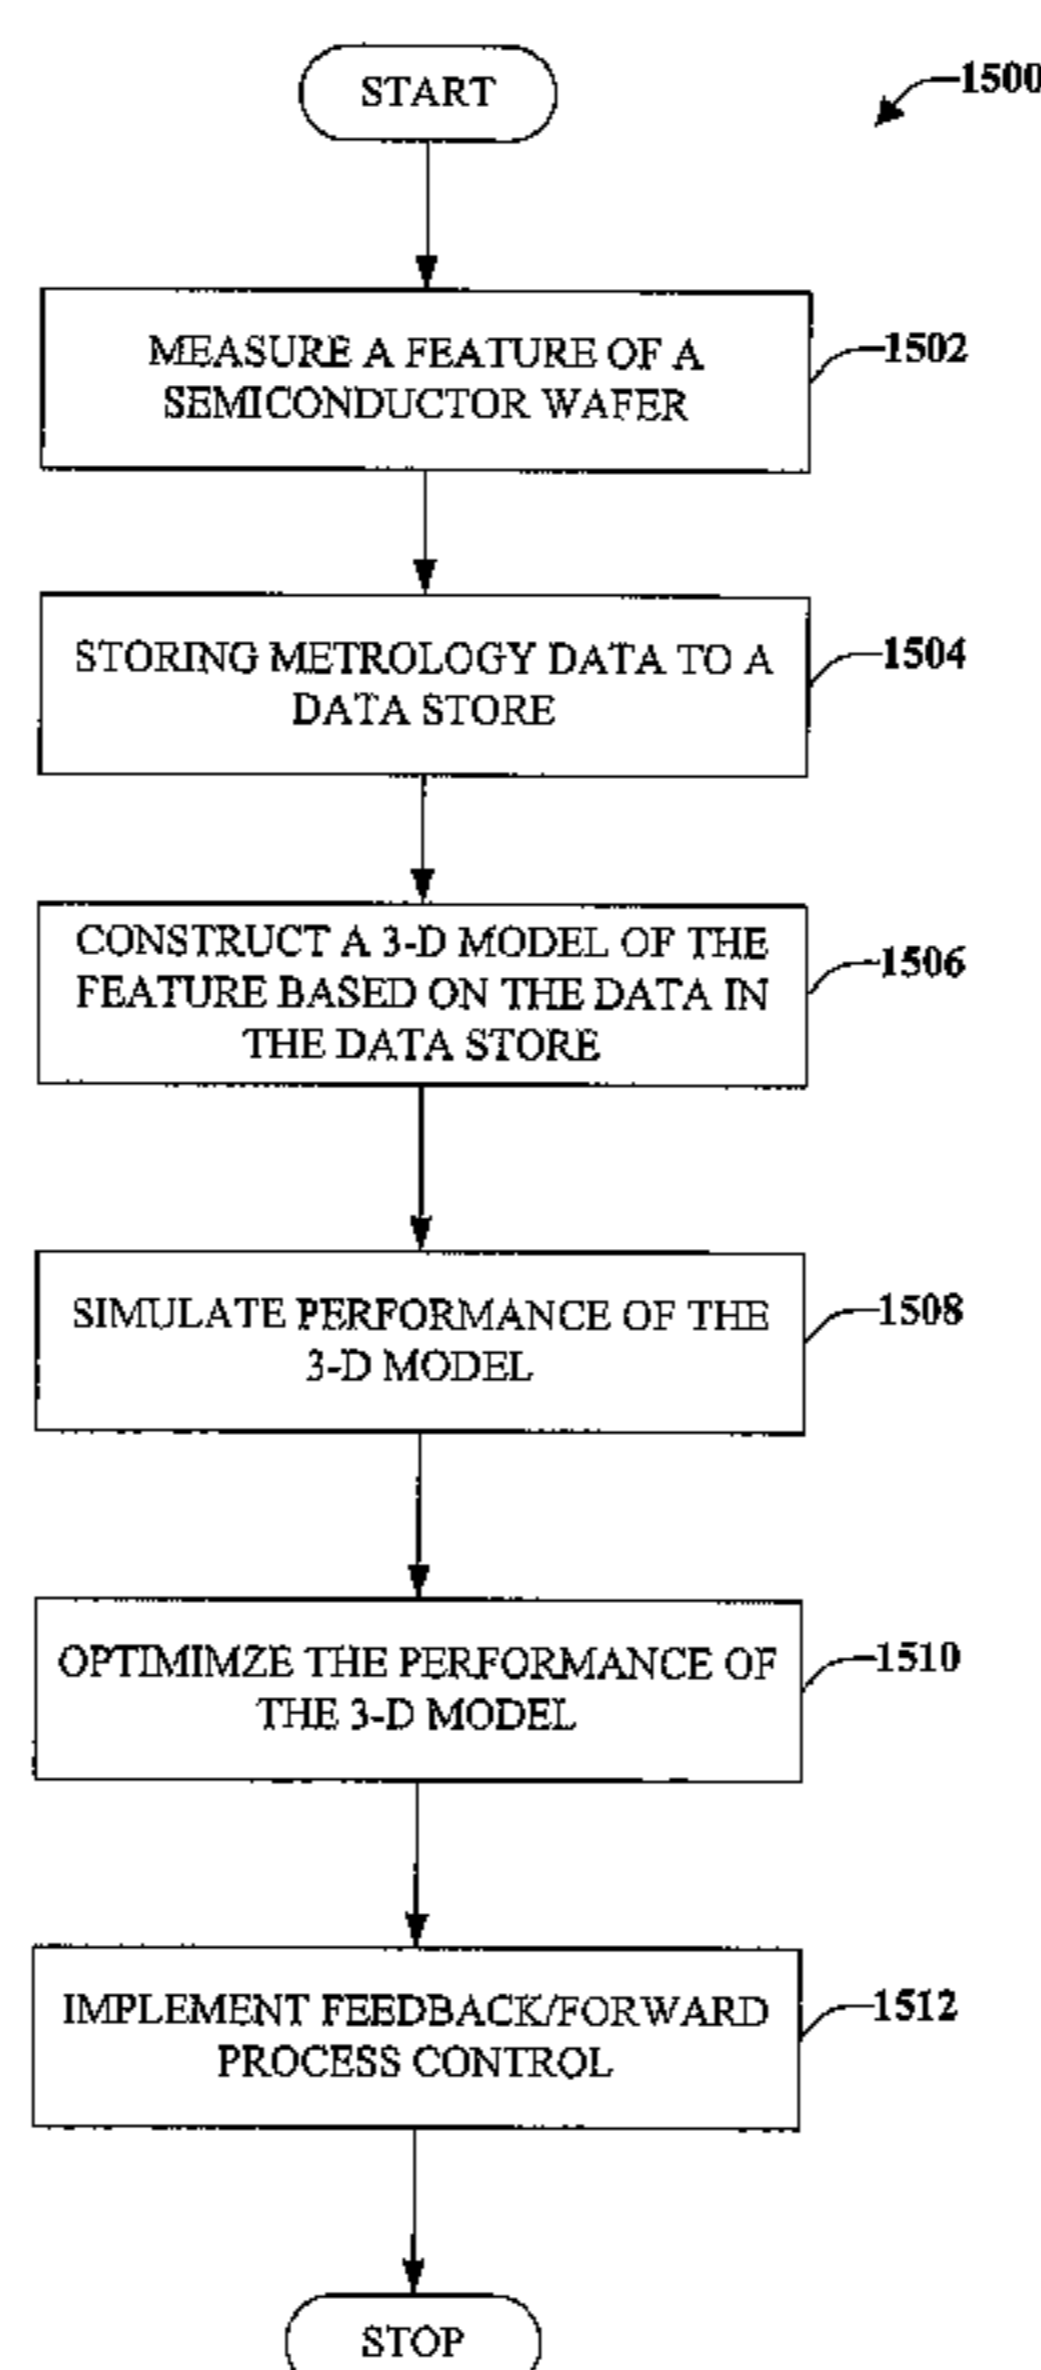 START
1500
MEASURE A FEATURE OF A
SEMICONDUCTOR WAFER
1502
STORING METROLOGY DATA TO A
DATA STORE
1504
CONSTRUCT A 3-D MODEL OF THE
FEATURE BASED ON THE DATA IN
THE DATA STORE
1506
SIMULATE PERFORMANCE OF THE
3-D MODEL
1508
OPTIMIMZE THE PERFORMANCE OF
THE 3-D MODEL
1510
IMPLEMENT FEEDBACK/FORWARD
PROCESS CONTROL
1512
STOP